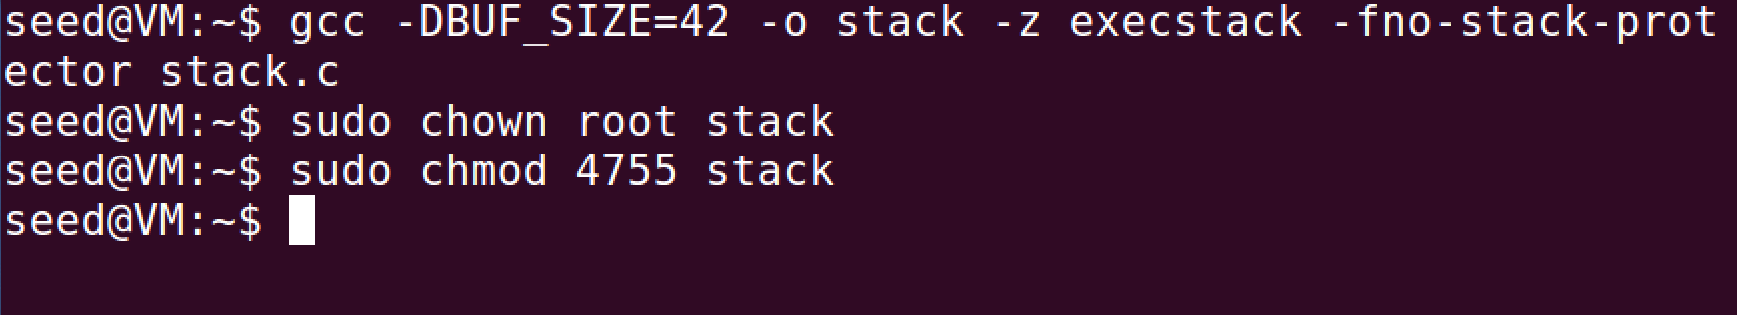 seed@VM:~$ gcc -DBUF_SIZE=42 -o stack -z execstack -fno-stack-prot
ector stack.c
seed@VM:~$ sudo chown root stack
seed@VM:~$ sudo chmod 4755 stack
seed@VM:~$